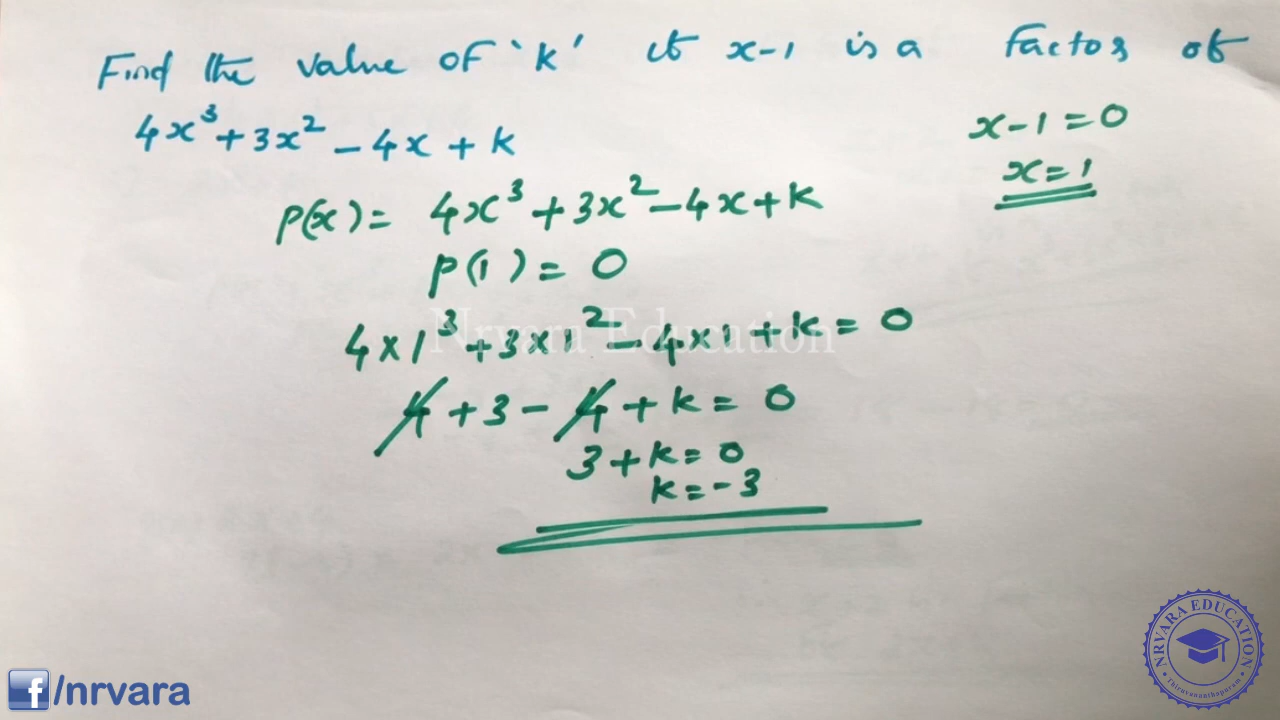 Find the value of 'k' if x-1 is a factor of
4x³ + 3x² - 4x + k
x-1 = 0
x = 1
P(x) = 4x³ + 3x² - 4x + k
P(1) = 0
4×1³ + 3×1² - 4×1 + k = 0
4 + 3 - 4 + k = 0
3 + k = 0
k = -3
Nrvara Education
NRVARA EDUCATION
Thiruvananthapuram
f/nrvara